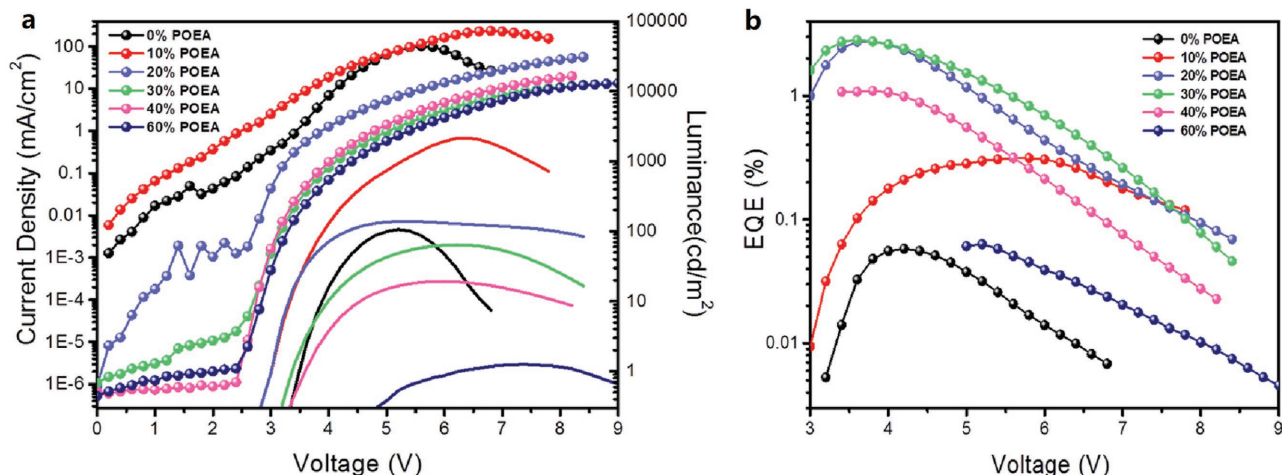 a
Current Density (mA/cm²)
100
10
1
0.1
0.01
1E-3
1E-4
1E-5
1E-6
0% POEA
10% POEA
20% POEA
30% POEA
40% POEA
60% POEA
100000
10000
1000
100
10
1
Luminance(cd/m²)
0 1 2 3 4 5 6 7 8 9
Voltage (V)
b
EQE (%)
1
0.1
0.01
0% POEA
10% POEA
20% POEA
30% POEA
40% POEA
60% POEA
3 4 5 6 7 8 9
Voltage (V)